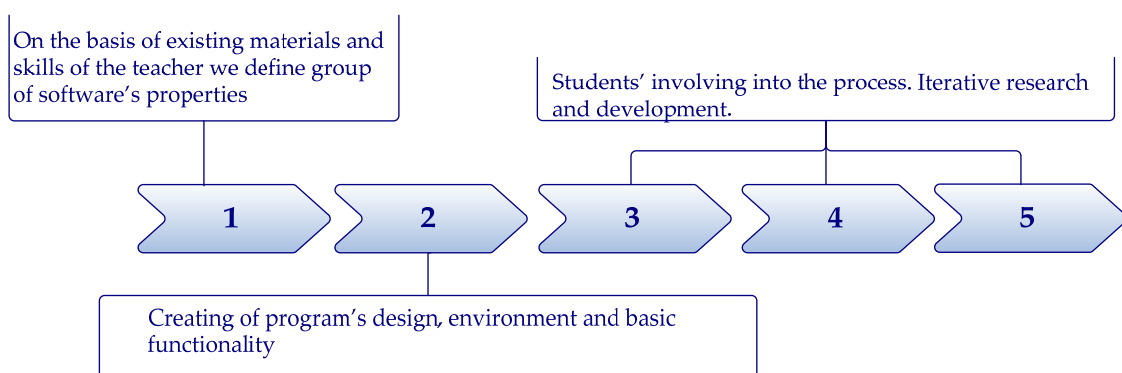 On the basis of existing materials and
skills of the teacher we define group
of software's properties
Students' involving into the process. Iterative research
and development.
1
2
3
4
5
Creating of program's design, environment and basic
functionality